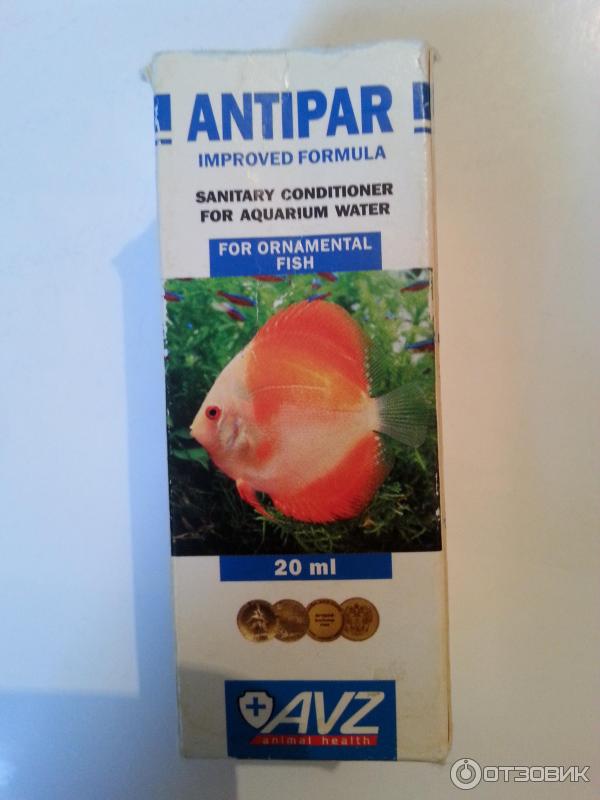 ANTIPAR
IMPROVED FORMULA
SANITARY CONDITIONER
FOR AQUARIUM WATER
FOR ORNAMENTAL
FISH
20 ml
AVZ
animal health
ОТЗОВИК